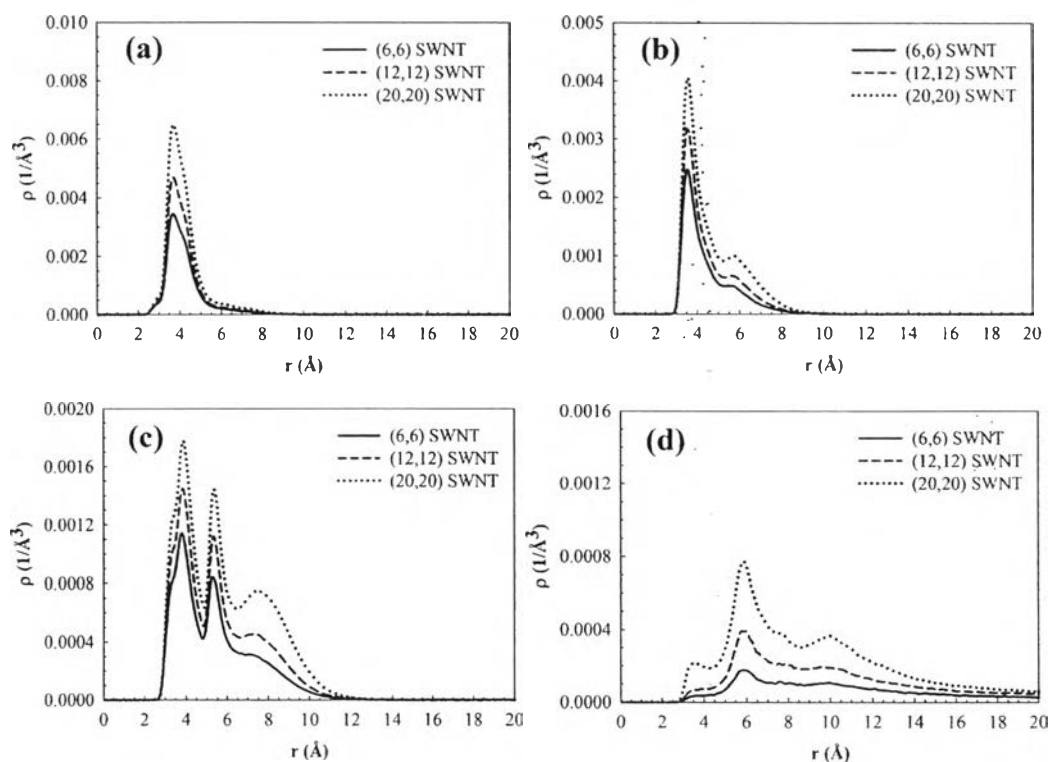 (a)
(6,6) SWNT
(12,12) SWNT
(20,20) SWNT
0.010
0.008
0.006
0.004
0.002
0.000
ρ (1/Å³)
0 2 4 6 8 10 12 14 16 18 20
r (Å)
(b)
(6,6) SWNT
(12,12) SWNT
(20,20) SWNT
0.005
0.004
0.003
0.002
0.001
0.000
ρ (1/Å³)
0 2 4 6 8 10 12 14 16 18 20
r (Å)
(c)
(6,6) SWNT
(12,12) SWNT
(20,20) SWNT
0.0020
0.0016
0.0012
0.0008
0.0004
0.0000
ρ (1/Å³)
0 2 4 6 8 10 12 14 16 18 20
r (Å)
(d)
(6,6) SWNT
(12,12) SWNT
(20,20) SWNT
0.0016
0.0012
0.0008
0.0004
0.0000
ρ (1/Å³)
0 2 4 6 8 10 12 14 16 18 20
r (Å)